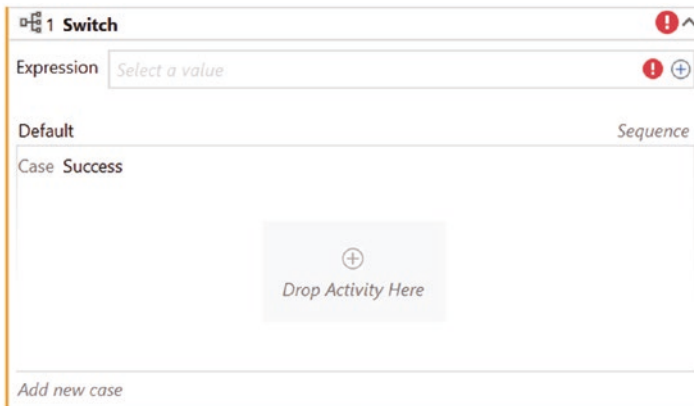 1 Switch
Expression Select a value
Default Sequence
Case Success
Drop Activity Here
Add new case